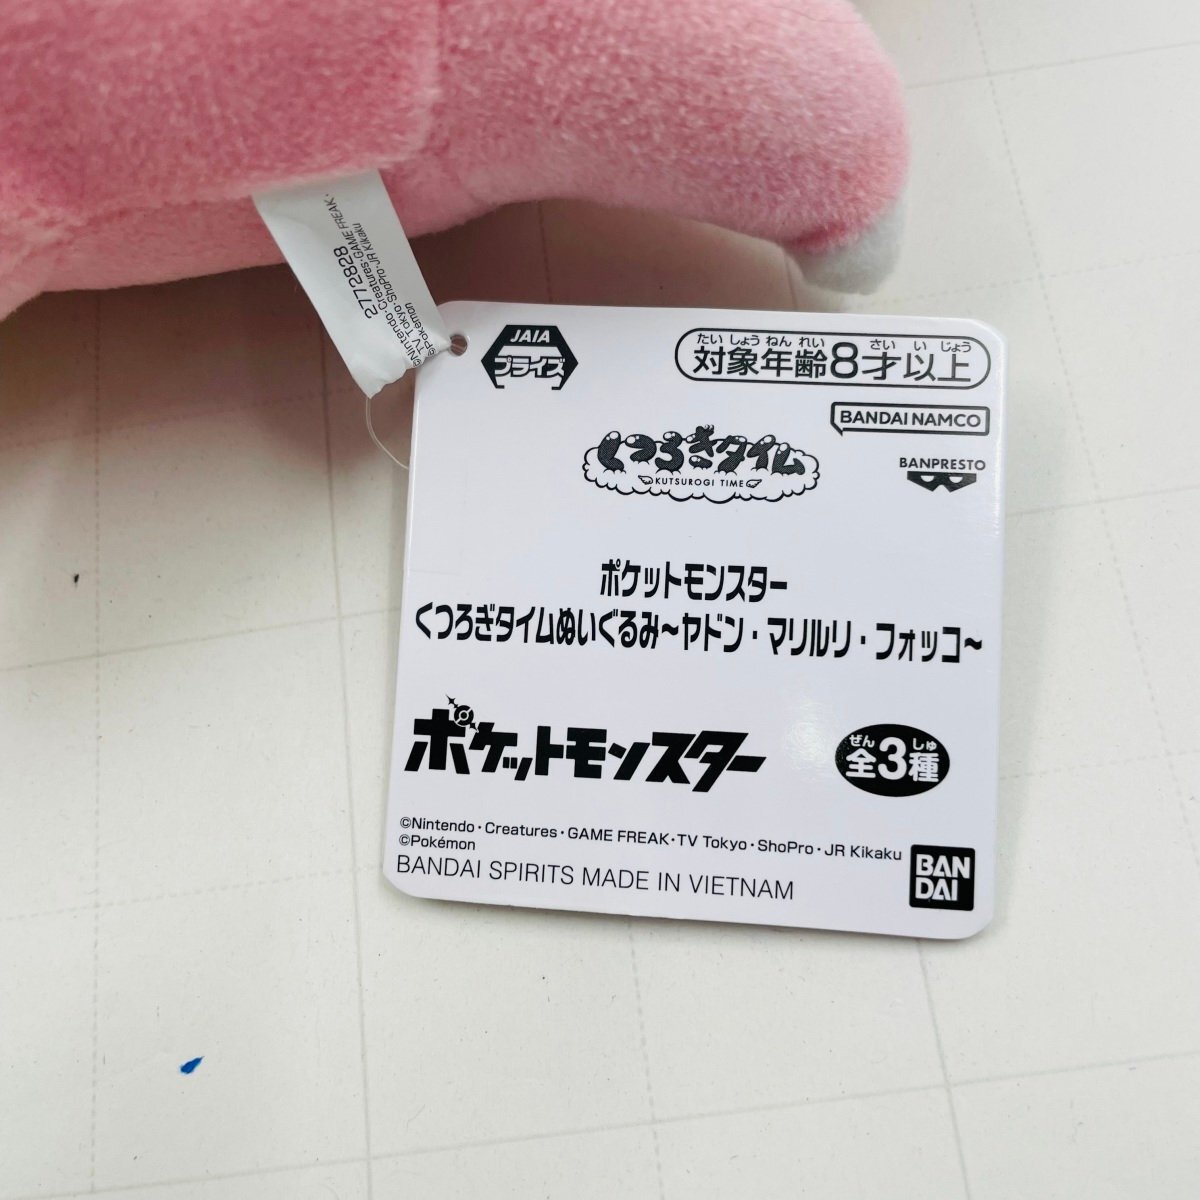 2772828
©Nintendo・Creatures・GAME FREAK・
TV Tokyo・ShoPro・JR Kikaku
©Pokémon
JAIA
プライズ
たいしょうねんれい さい いじょう
対象年齢8才以上
BANDAI NAMCO
BANPRESTO
くつろぎタイム
KUTSUROGI TIME
ポケットモンスター
くつろぎタイムぬいぐるみ~ヤドン・マリルリ・フォッコ~
ポケットモンスター
ぜん しゅ
全3種
©Nintendo・Creatures・GAME FREAK・TV Tokyo・ShoPro・JR Kikaku
©Pokémon
BANDAI SPIRITS MADE IN VIETNAM
BAN
DAI